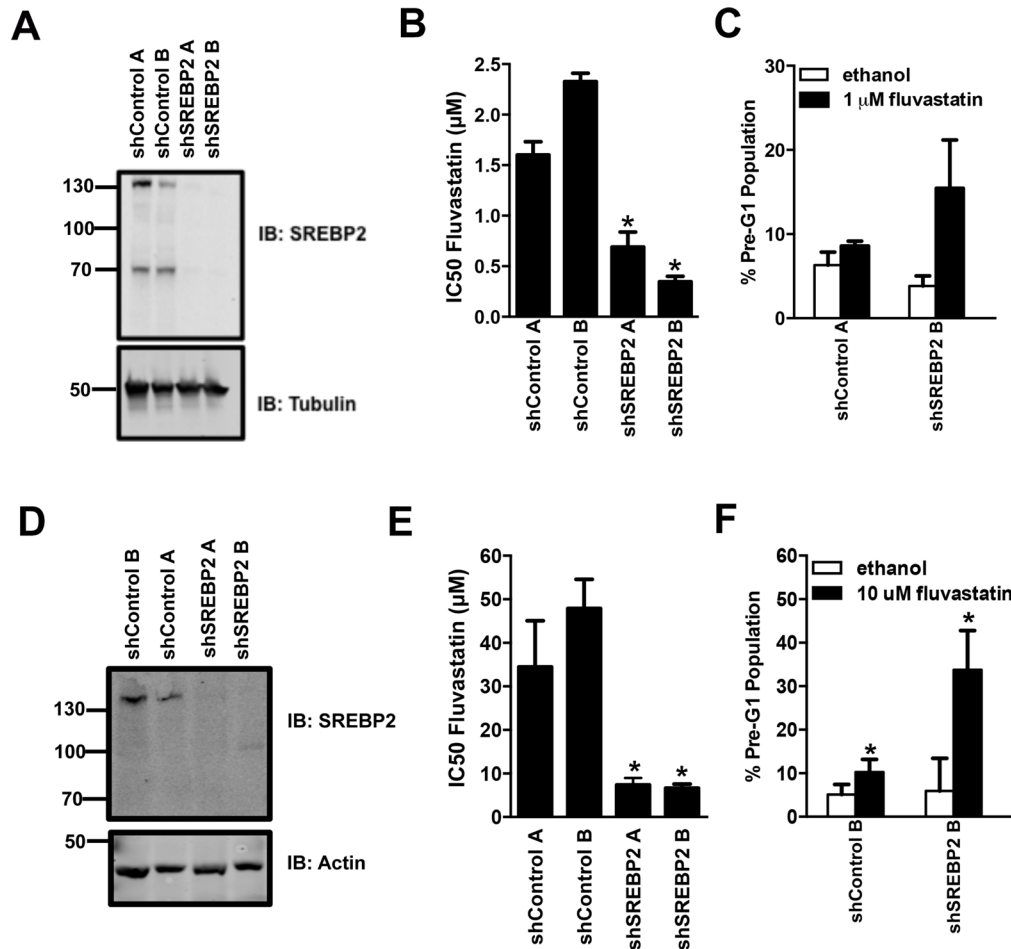 A
shControl A
shControl B
shSREBP2 A
shSREBP2 B
130
100
70
IB: SREBP2
50
IB: Tubulin
B
IC50 Fluvastatin (µM)
2.5
2.0
1.5
1.0
0.5
0.0
*
*
shControl A
shControl B
shSREBP2 A
shSREBP2 B
C
% Pre-G1 Population
30
20
10
0
ethanol
1 µM fluvastatin
shControl A
shSREBP2 B
D
shControl B
shControl A
shSREBP2 A
shSREBP2 B
130
100
70
IB: SREBP2
50
IB: Actin
E
IC50 Fluvastatin (µM)
60
50
40
30
20
10
0
*
*
shControl A
shControl B
shSREBP2 A
shSREBP2 B
F
% Pre-G1 Population
60
50
40
30
20
10
0
ethanol
10 uM fluvastatin
*
*
shControl B
shSREBP2 B